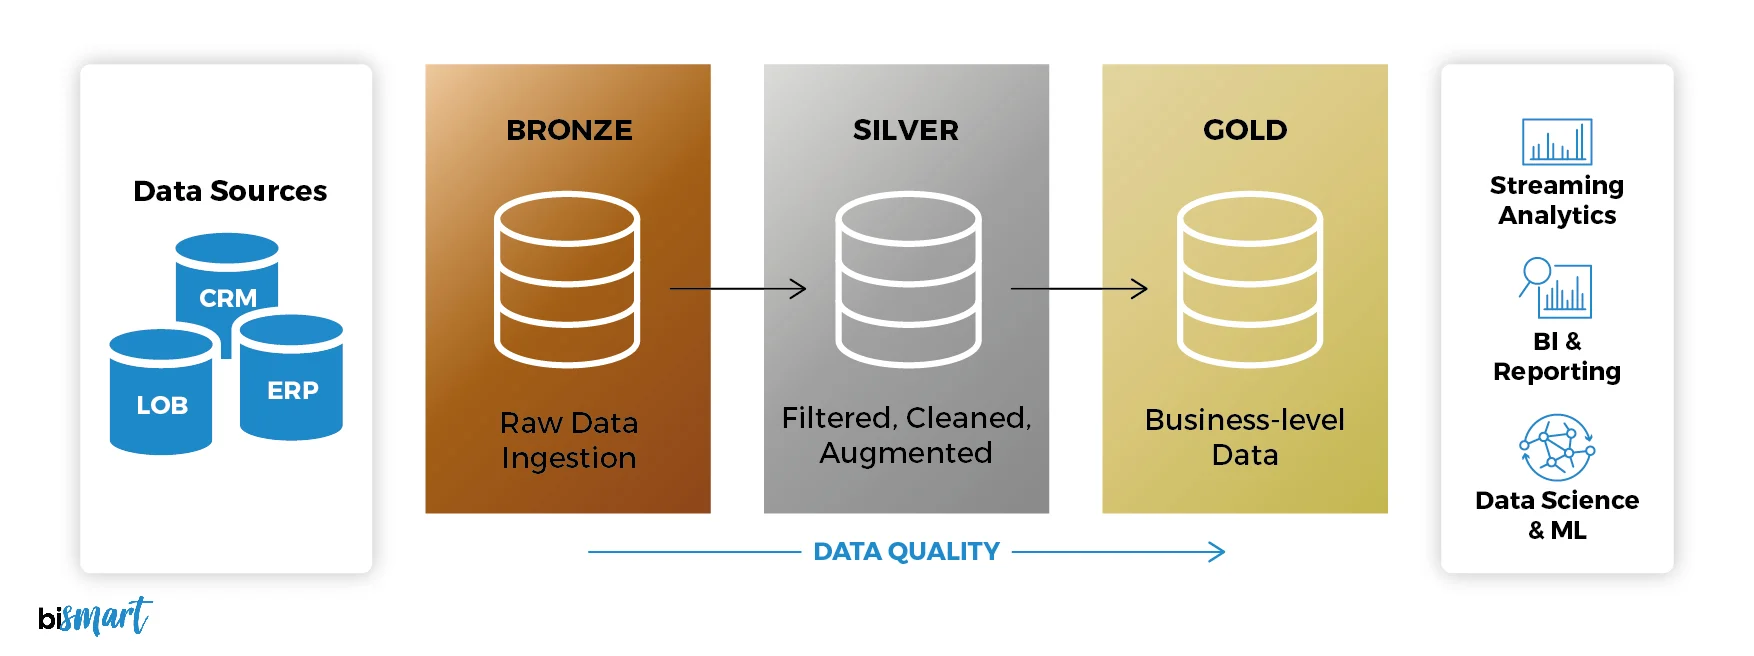 Data Sources
CRM
LOB
ERP
BRONZE
Raw Data
Ingestion
SILVER
Filtered, Cleaned,
Augmented
GOLD
Business-level
Data
DATA QUALITY
Streaming
Analytics
BI &
Reporting
Data Science
& ML
bismart